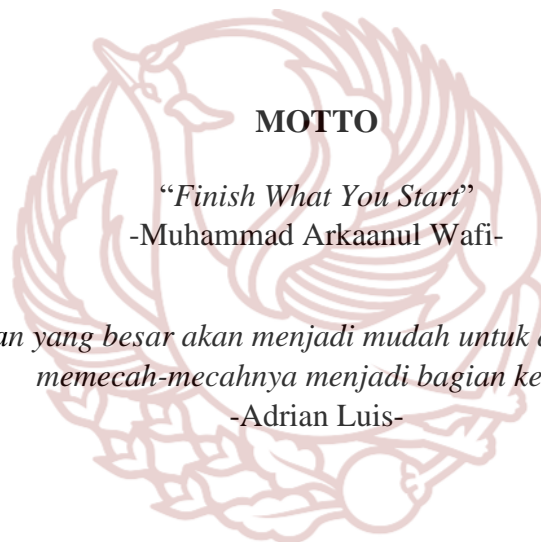 MOTTO
“Finish What You Start”
-Muhammad Arkaanul Wafi-
yang besar akan menjadi mudah untuk
memecah-mecahnya menjadi bagian
-Adrian Luis-